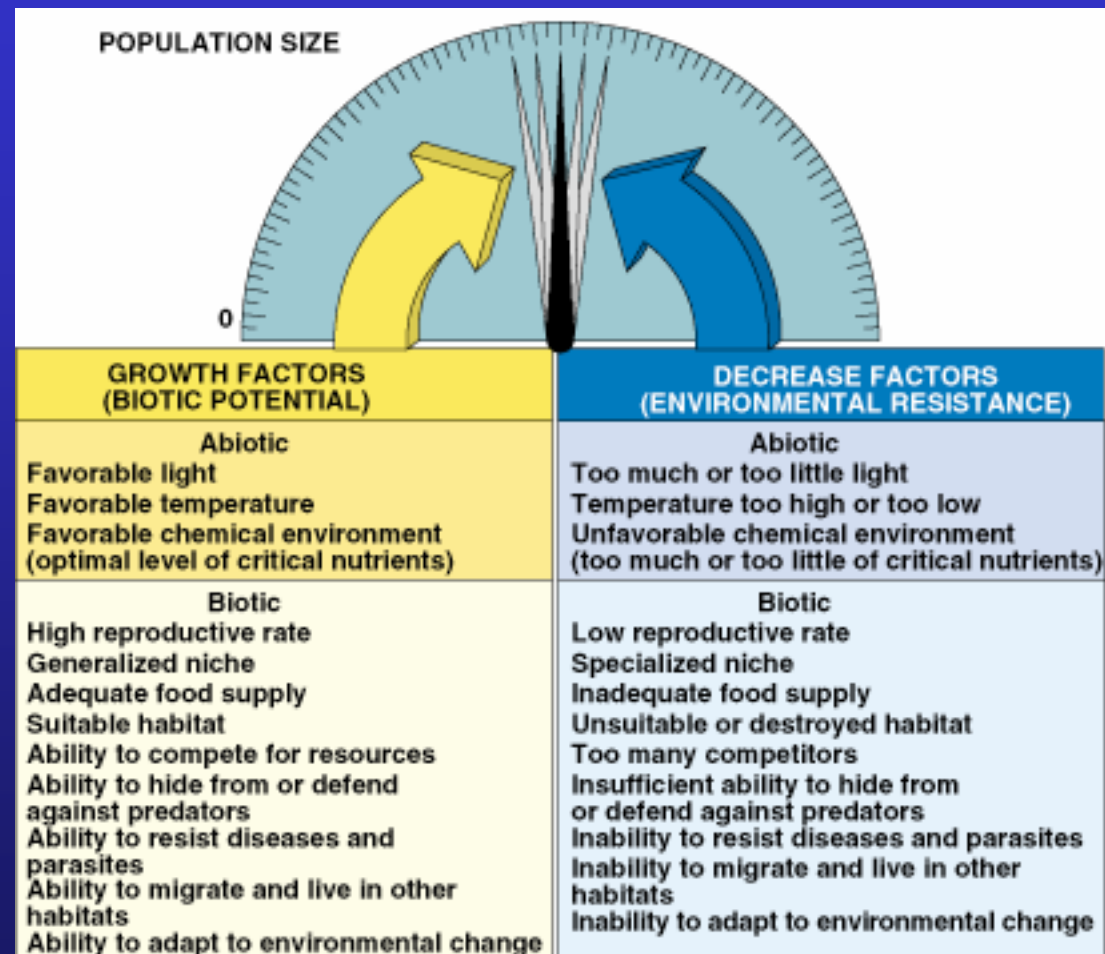 POPULATION SIZE
0
GROWTH FACTORS
(BIOTIC POTENTIAL)
Abiotic
Favorable light
Favorable temperature
Favorable chemical environment
(optimal level of critical nutrients)
Biotic
High reproductive rate
Generalized niche
Adequate food supply
Suitable habitat
Ability to compete for resources
Ability to hide from or defend
against predators
Ability to resist diseases and
parasites
Ability to migrate and live in other
habitats
Ability to adapt to environmental change
DECREASE FACTORS
(ENVIRONMENTAL RESISTANCE)
Abiotic
Too much or too little light
Temperature too high or too low
Unfavorable chemical environment
(too much or too little of critical nutrients)
Biotic
Low reproductive rate
Specialized niche
Inadequate food supply
Unsuitable or destroyed habitat
Too many competitors
Insufficient ability to hide from
or defend against predators
Inability to resist diseases and parasites
Inability to migrate and live in other
habitats
Inability to adapt to environmental change